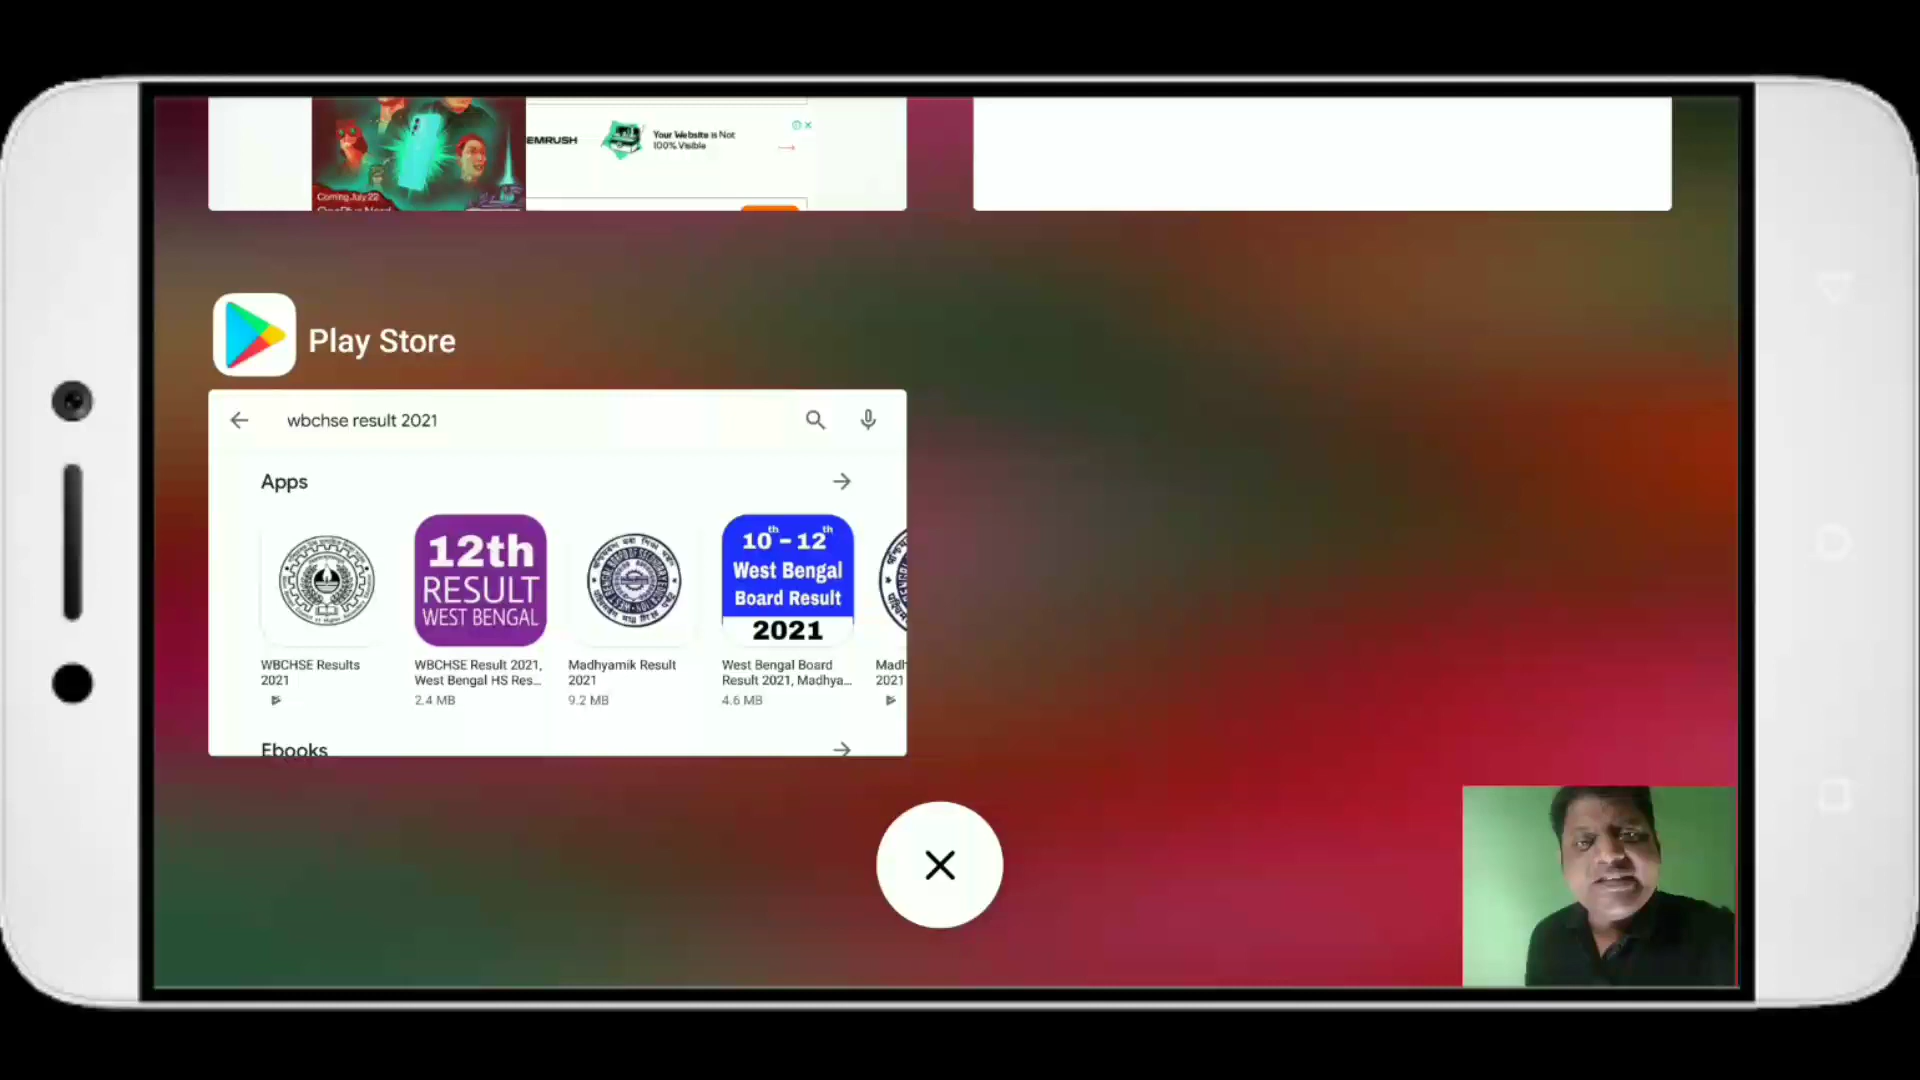 EMRUSH
Your Website is Not
100% Visible
Coming July 22
Play Store
wbchse result 2021
Apps
12th
RESULT
WEST BENGAL
10th - 12th
West Bengal
Board Result
2021
WBCHSE Results
2021
WBCHSE Result 2021,
West Bengal HS Res...
2.4 MB
Madhyamik Result
2021
9.2 MB
West Bengal Board
Result 2021, Madhya...
4.6 MB
Madh
2021
Ebooks